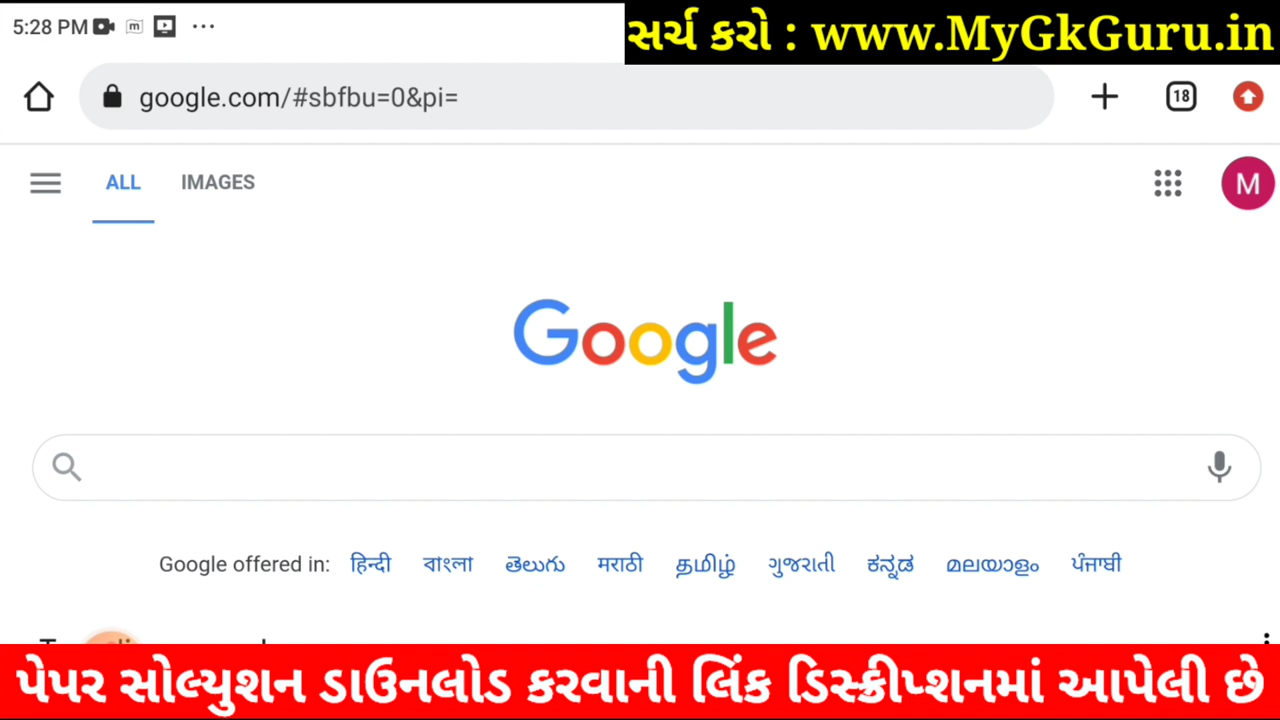 5:28 PM
સર્ચ કરો : www.MyGkGuru.in
google.com/#sbfbu=0&pi=
18
ALL IMAGES
M
Google
Google offered in: हिन्दी বাংলা తెలుగు मराठी தமிழ் ગુજરાતી ಕನ್ನಡ മലയാളം ਪੰਜਾਬੀ
પેપર સોલ્યુશન ડાઉનલોડ કરવાની લિંક ડિસ્ક્રીપ્શનમાં આપેલી છે